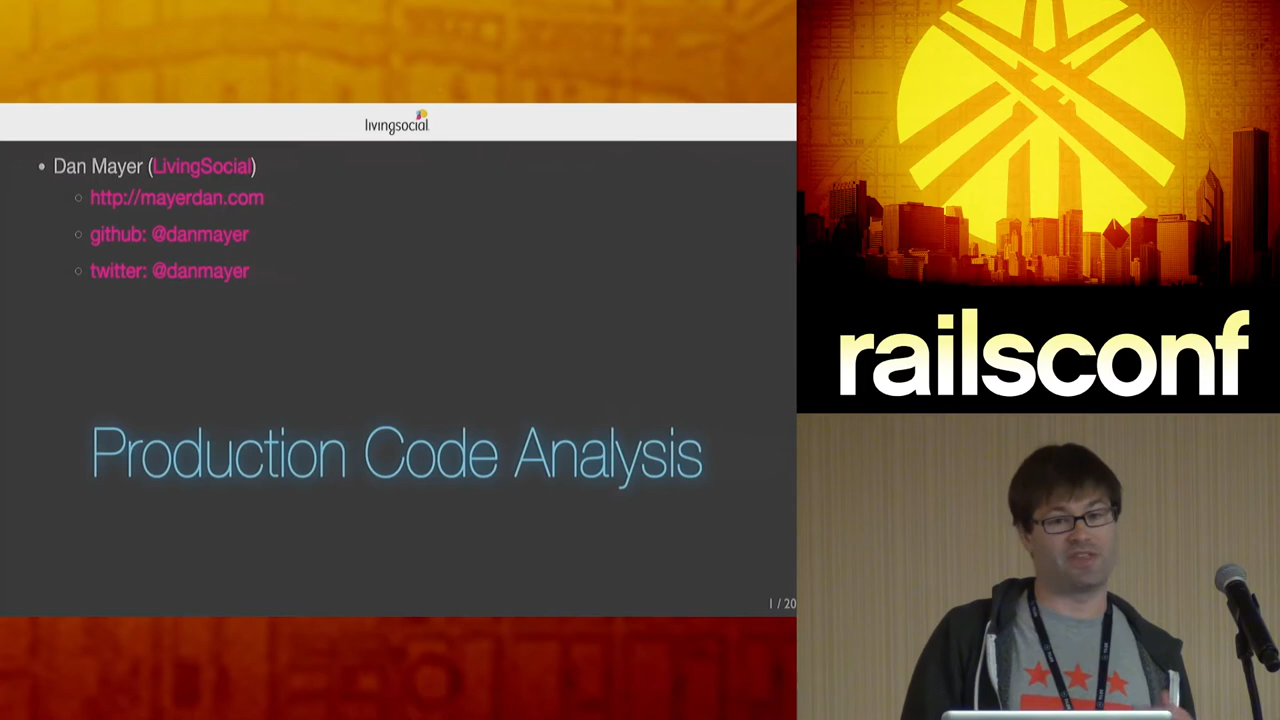 livingsocial
Dan Mayer (LivingSocial)
http://mayerdan.com
github: @danmayer
twitter: @danmayer
Production Code Analysis
1 / 20
railsconf